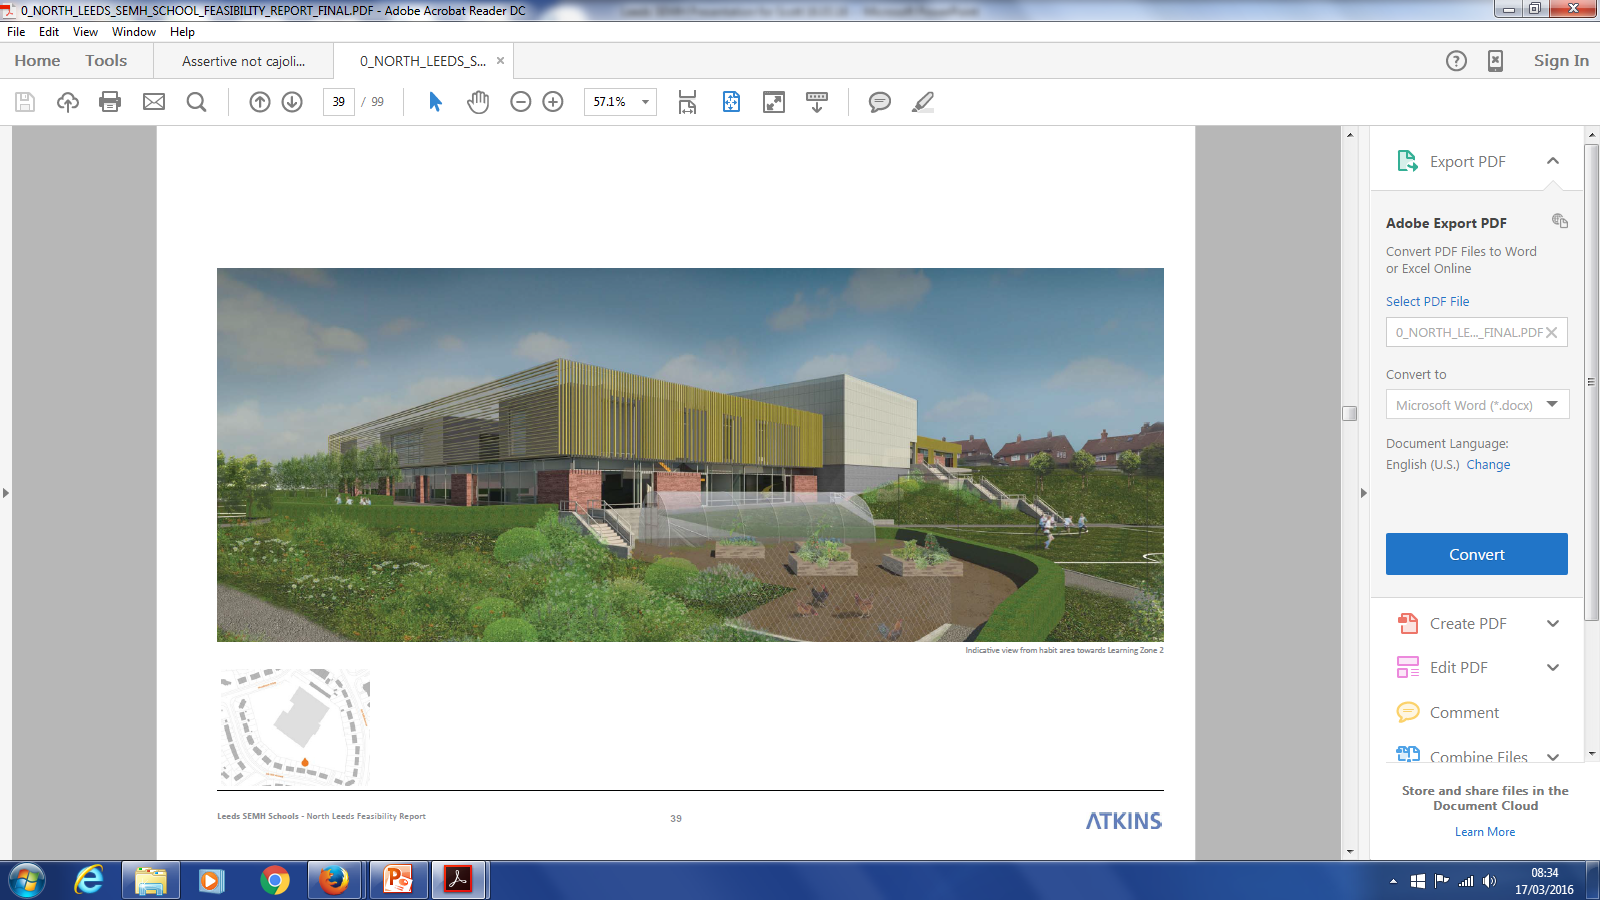 0_NORTH_LEEDS_SEMH_SCHOOL_FEASIBILITY_REPORT_FINAL.PDF - Adobe Acrobat Reader DC
File Edit View Window Help
Home Tools Assertive not cajoli... 0_NORTH_LEEDS_S... Sign In
39 / 99 57.1%
Export PDF
Adobe Export PDF
Convert PDF Files to Word
or Excel Online
Select PDF File
0_NORTH_LE..._FINAL.PDF
Convert to
Microsoft Word (*.docx)
Document Language:
English (U.S.) Change
Convert
Create PDF
Edit PDF
Comment
Combine Files
Store and share files in the
Document Cloud
Learn More
Indicative view from habit area towards Learning Zone 2
Leeds SEMH Schools - North Leeds Feasibility Report
39
ATKINS
08:34
17/03/2016